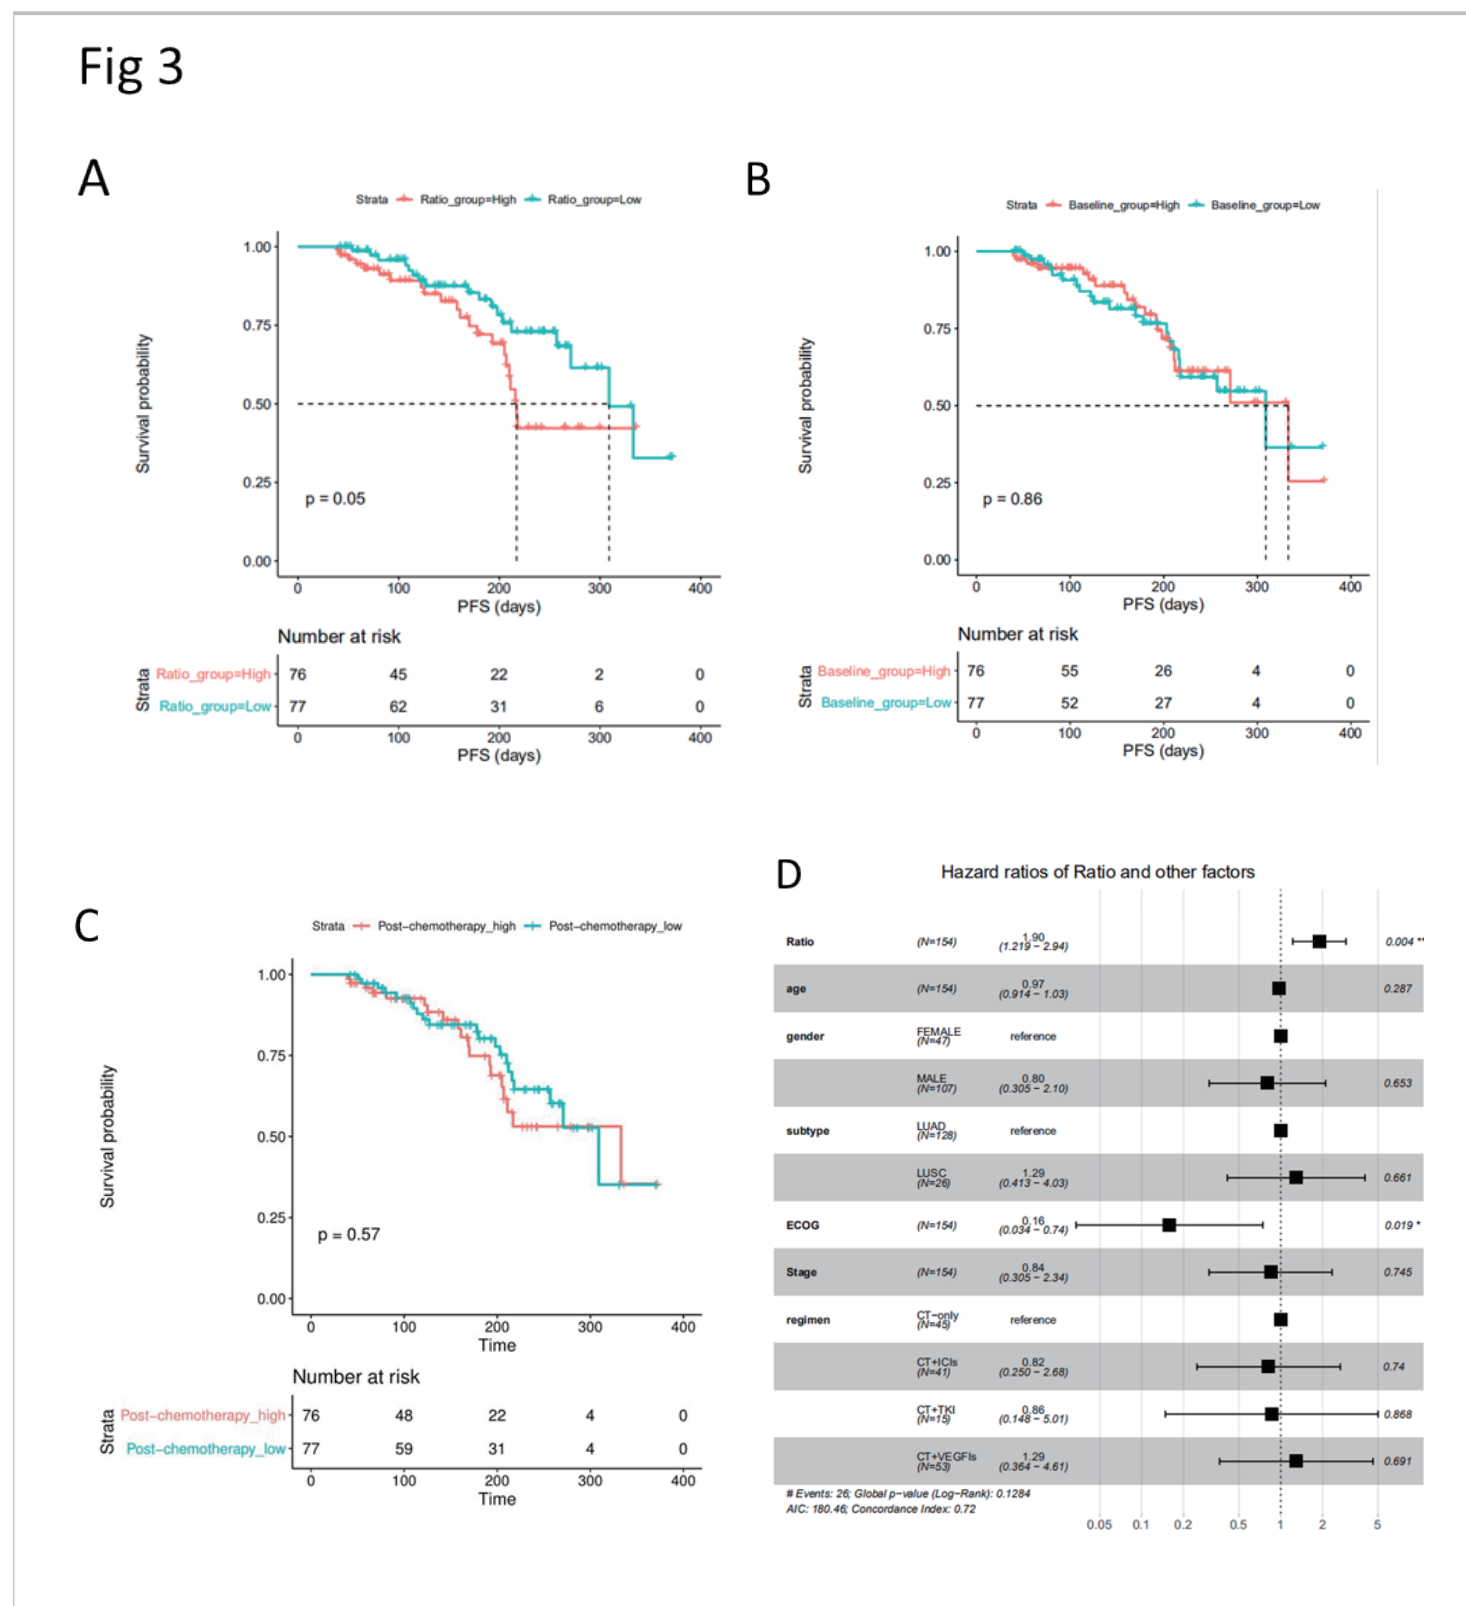 Fig 3
A
Strata Ratio_group=High Ratio_group=Low
1.00
0.75
0.50
0.25
0.00
Survival probability
p = 0.05
0 100 200 300 400
PFS (days)
Number at risk
Strata
Ratio_group=High 76 45 22 2 0
Ratio_group=Low 77 62 31 6 0
0 100 200 300 400
PFS (days)
B
Strata Baseline_group=High Baseline_group=Low
1.00
0.75
0.50
0.25
0.00
Survival probability
p = 0.86
0 100 200 300 400
PFS (days)
Number at risk
Strata
Baseline_group=High 76 55 26 4 0
Baseline_group=Low 77 52 27 4 0
0 100 200 300 400
PFS (days)
C
Strata Post-chemotherapy_high Post-chemotherapy_low
1.00
0.75
0.50
0.25
0.00
Survival probability
p = 0.57
0 100 200 300 400
Time
Number at risk
Strata
Post-chemotherapy_high 76 48 22 4 0
Post-chemotherapy_low 77 59 31 4 0
0 100 200 300 400
Time
D
Hazard ratios of Ratio and other factors
Ratio (N=154) 1.90 (1.219 – 2.94) 0.004 **
age (N=154) 0.97 (0.914 – 1.03) 0.287
gender FEMALE (N=47) reference
MALE (N=107) 0.80 (0.305 – 2.10) 0.653
subtype LUAD (N=128) reference
LUSC (N=26) 1.29 (0.413 – 4.03) 0.661
ECOG (N=154) 0.16 (0.034 – 0.74) 0.019 *
Stage (N=154) 0.84 (0.305 – 2.34) 0.745
regimen CT-only (N=45) reference
CT+ICIs (N=41) 0.82 (0.250 – 2.68) 0.74
CT+TKI (N=15) 0.86 (0.148 – 5.01) 0.868
CT+VEGFIs (N=53) 1.29 (0.364 – 4.61) 0.691
# Events: 26; Global p-value (Log-Rank): 0.1284
AIC: 180.46; Concordance Index: 0.72
0.05 0.1 0.2 0.5 1 2 5